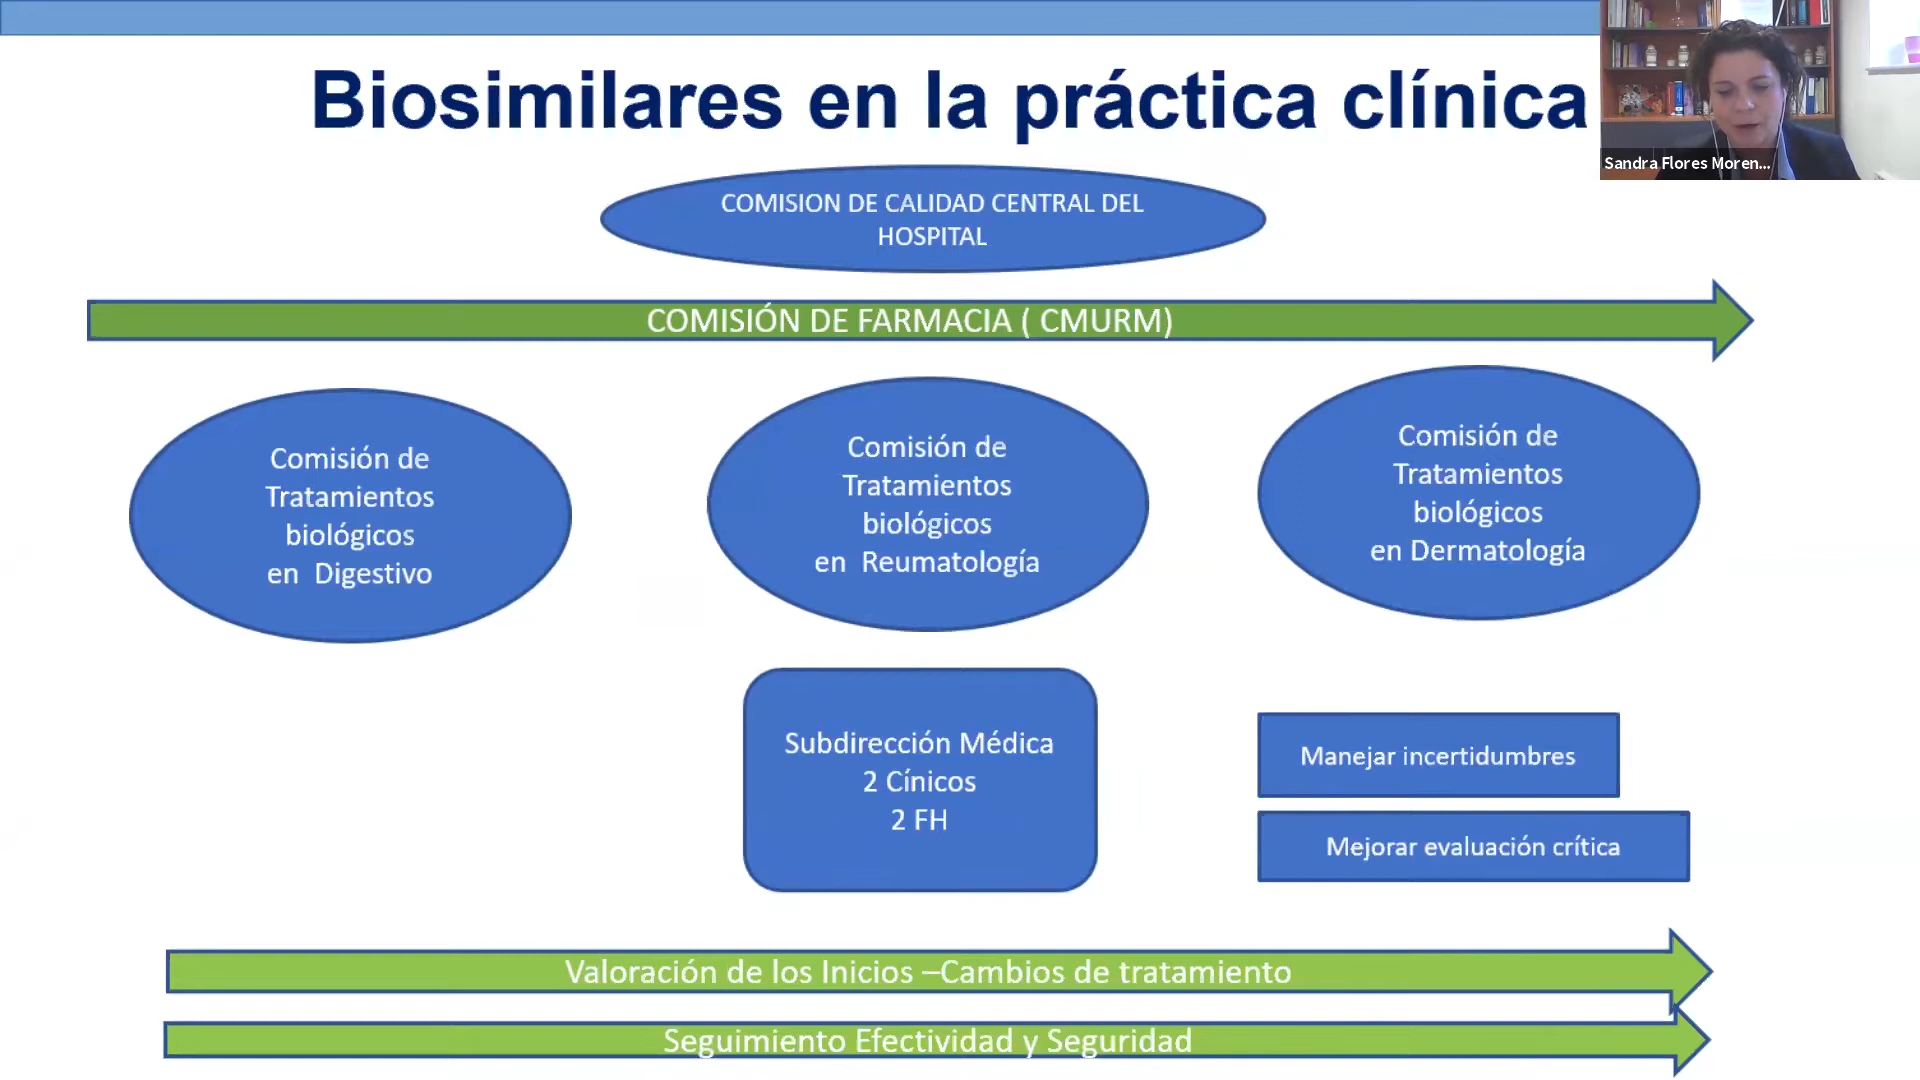 Biosimilares en la práctica clínica
Sandra Flores Moren...
COMISION DE CALIDAD CENTRAL DEL
HOSPITAL
COMISIÓN DE FARMACIA ( CMURM)
Comisión de
Tratamientos
biológicos
en  Digestivo
Comisión de
Tratamientos
biológicos
en  Reumatología
Comisión de
Tratamientos
biológicos
en Dermatología
Subdirección Médica
2 Cínicos
2 FH
Manejar incertidumbres
Mejorar evaluación crítica
Valoración de los Inicios –Cambios de tratamiento
Seguimiento Efectividad y Seguridad